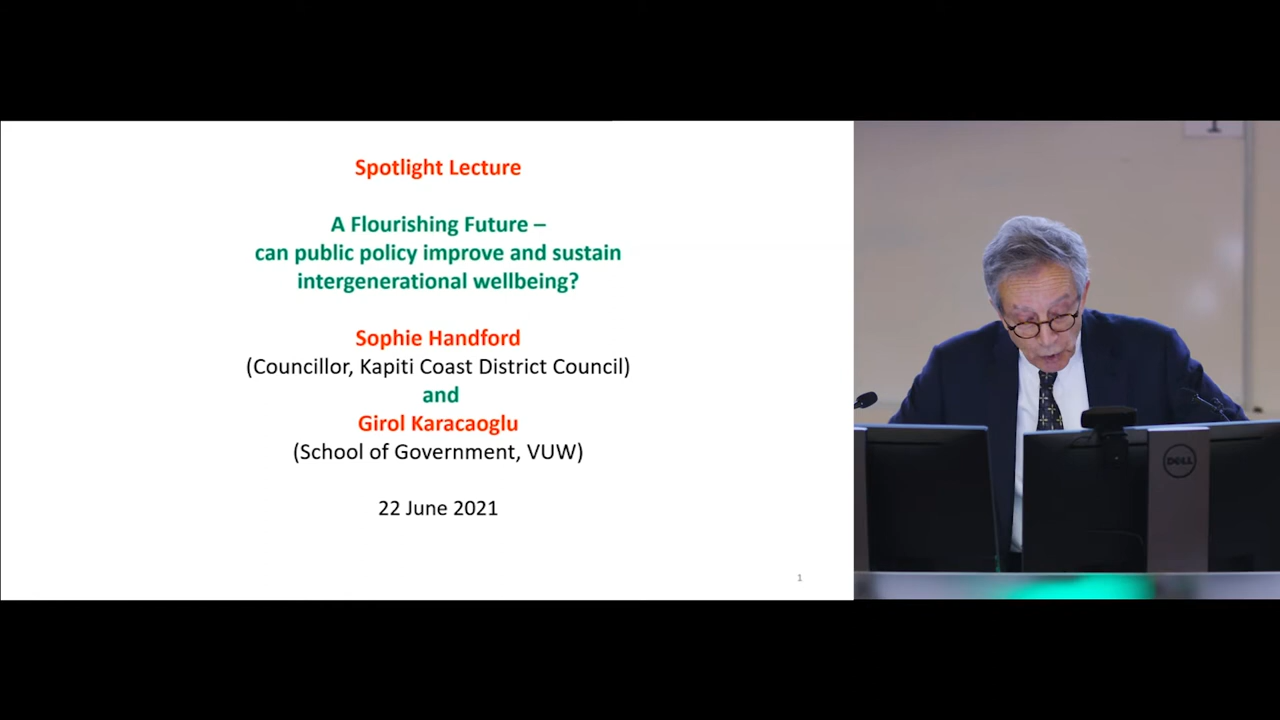 Spotlight Lecture
A Flourishing Future –
can public policy improve and sustain
intergenerational wellbeing?
Sophie Handford
(Councillor, Kapiti Coast District Council)
and
Girol Karacaoglu
(School of Government, VUW)
22 June 2021
1
DELL